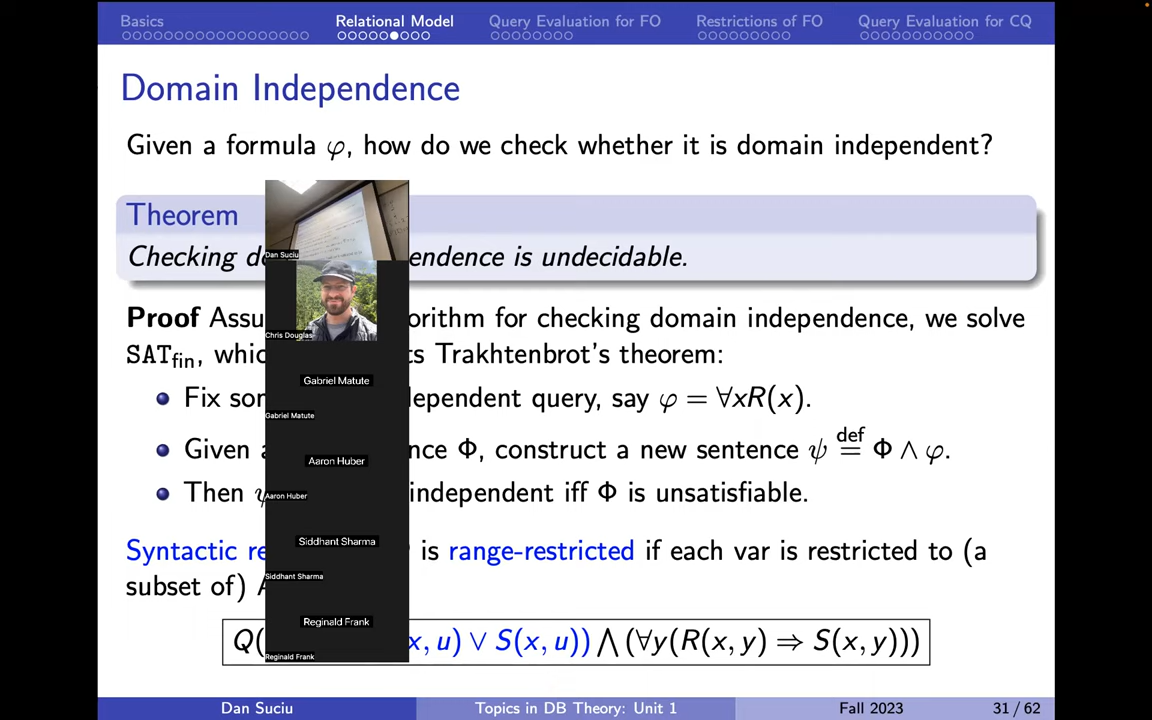 Basics Relational Model Query Evaluation for FO Restrictions of FO Query Evaluation for CQ
Domain Independence
Given a formula φ, how do we check whether it is domain independent?
Theorem
Checking endence is undecidable.
Dan Suciu
Proof orithm for checking domain independence, we solve
Chris Douglas
SATfin, ts Trakhtenbrot's theorem:
Gabriel Matute
Fix ependent query, say φ = ∀xR(x).
Gabriel Matute
Given nce Φ, construct a new sentence ψ def= Φ ∧ φ.
Aaron Huber
Then independent iff Φ is unsatisfiable.
Aaron Huber
Siddhant Sharma
Syntactic is range-restricted if each var is restricted to (a
Siddhant Sharma
subset of)
Reginald Frank
Q( x, u) ∨ S(x, u)) ⋀ (∀y(R(x, y) ⇒ S(x, y)))
Reginald Frank
Dan Suciu Topics in DB Theory: Unit 1 Fall 2023 31 / 62